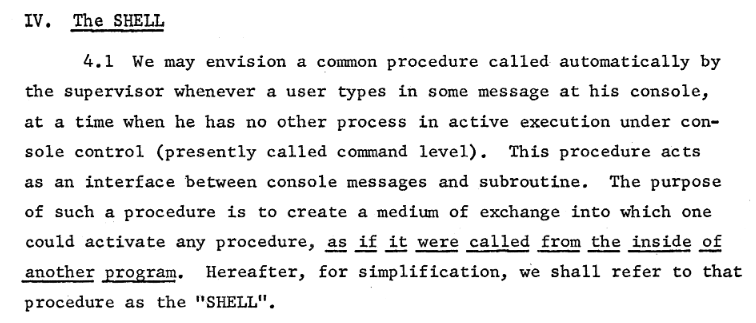 IV. The SHELL
4.1 We may envision a common procedure called automatically by
the supervisor whenever a user types in some message at his console,
at a time when he has no other process in active execution under con-
sole control (presently called command level). This procedure acts
as an interface between console messages and subroutine. The purpose
of such a procedure is to create a medium of exchange into which one
could activate any procedure, as if it were called from the inside of
another program. Hereafter, for simplification, we shall refer to that
procedure as the "SHELL".